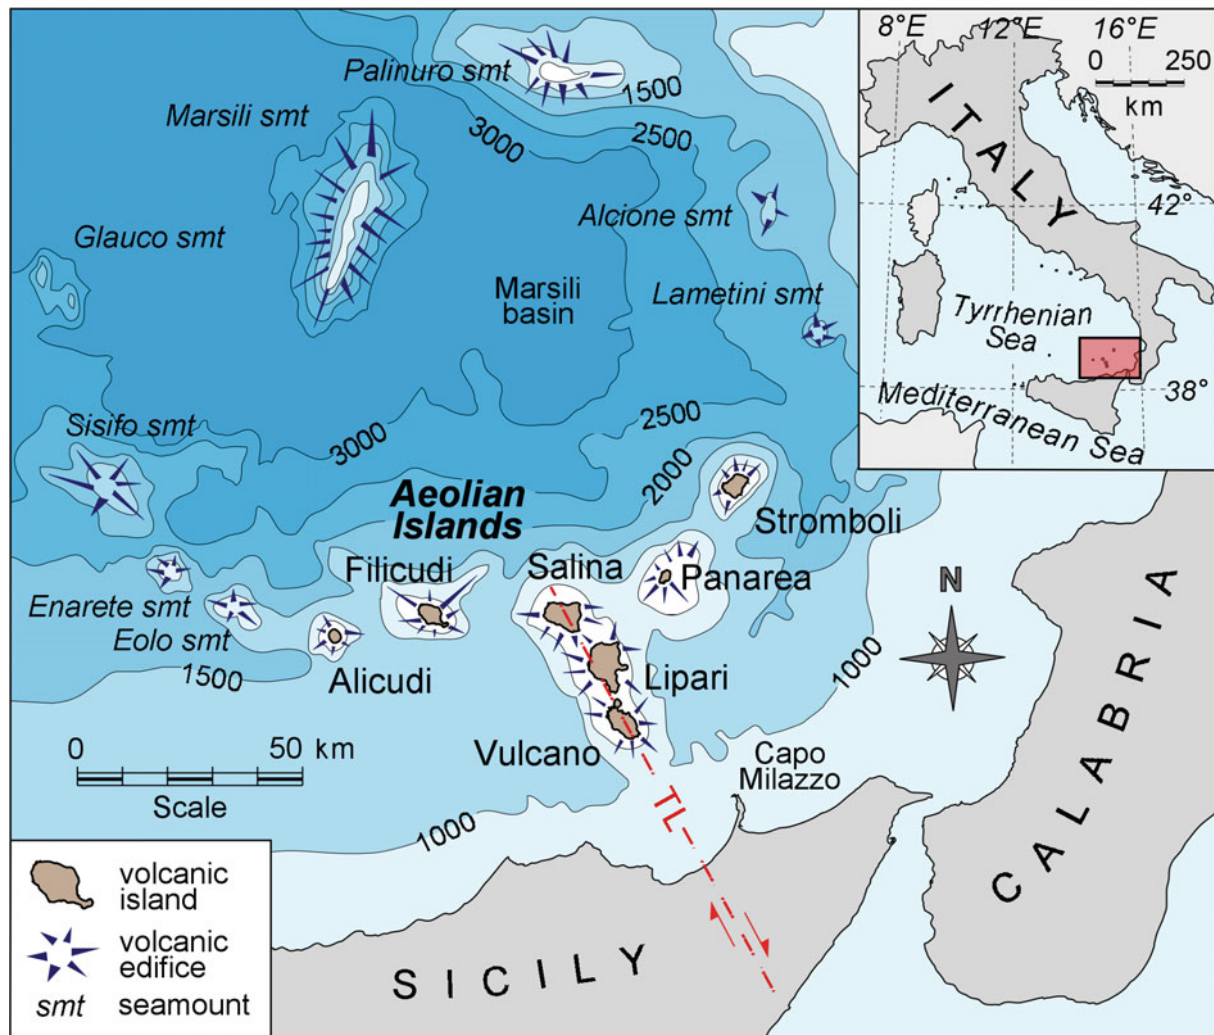 Palinuro smt
1500
Marsili smt
3000
2500
Alcione smt
Glauco smt
Marsili
basin
Lametini smt
Sisifo smt
3000
2500
2000
Aeolian
Islands
Stromboli
Filicudi
Salina
Panarea
Enarete smt
Eolo smt
1500
Alicudi
Lipari
1000
Vulcano
Capo
Milazzo
TL
1000
0 50 km
Scale
N
CALABRIA
SICILY
volcanic
island
volcanic
edifice
smt seamount
8°E 12°E 16°E
0 250
km
ITALY
42°
Tyrrhenian
Sea
38°
Mediterranean Sea